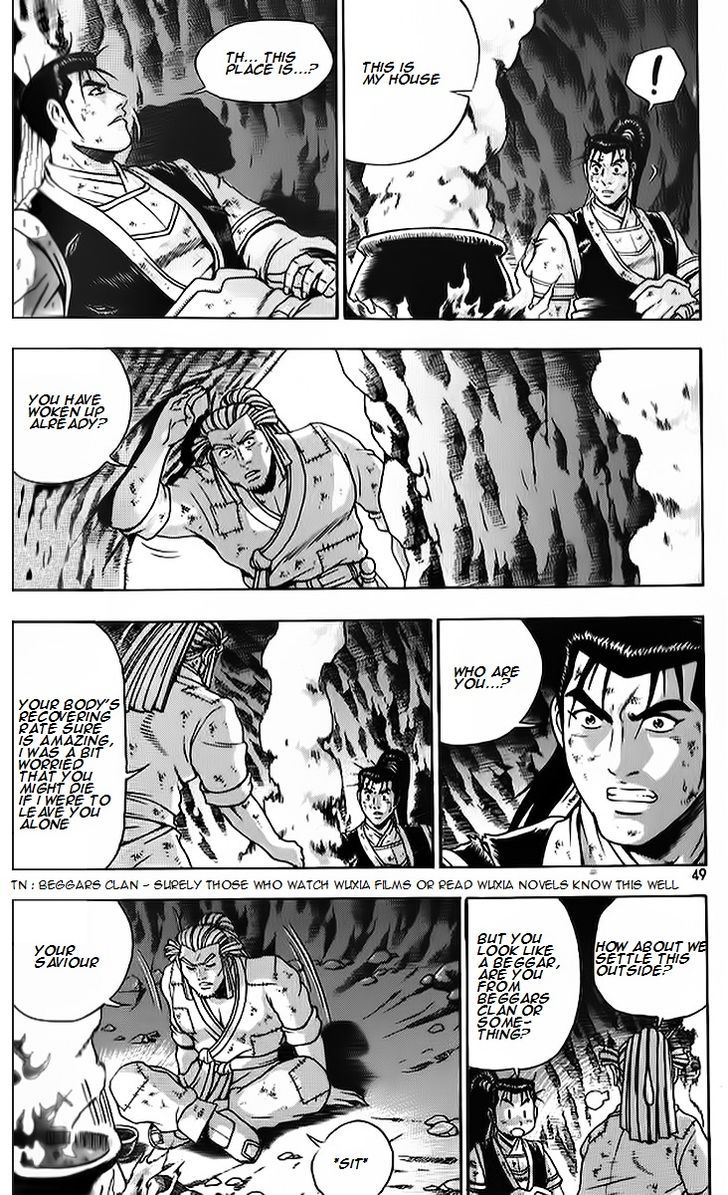 TH... THIS
PLACE IS...?
THIS IS
MY HOUSE
!
YOU HAVE
WOKEN UP
ALREADY?
YOUR BODY'S
RECOVERING
RATE SURE
IS AMAZING,
I WAS A BIT
WORRIED
THAT YOU
MIGHT DIE
IF I WERE TO
LEAVE YOU
ALONE
WHO ARE
YOU...?
49
TN : BEGGARS CLAN - SURELY THOSE WHO WATCH WUXIA FILMS OR READ WUXIA NOVELS KNOW THIS WELL
YOUR
SAVIOUR
*SIT*
BUT YOU
LOOK LIKE
A BEGGAR,
ARE YOU
FROM
BEGGARS
CLAN OR
SOME-
THING?
HOW ABOUT WE
SETTLE THIS
OUTSIDE?